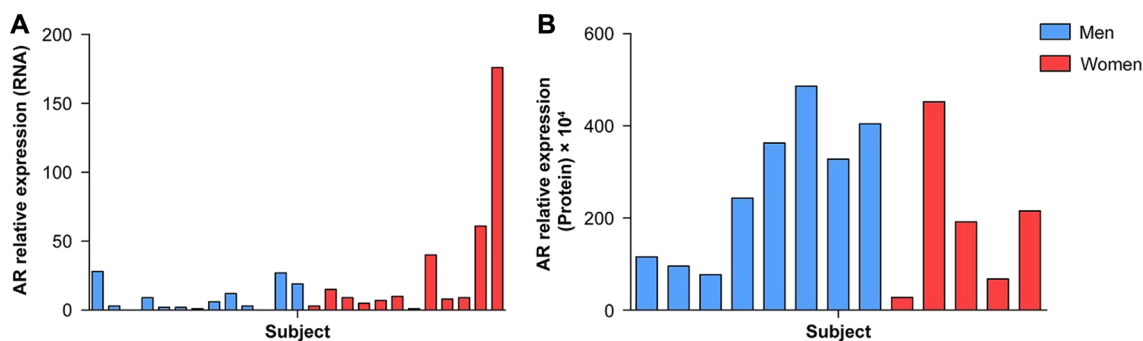 A
AR relative expression (RNA)
200
150
100
50
0
Subject
B
AR relative expression
(Protein) × 10⁴
600
400
200
0
Subject
Men
Women